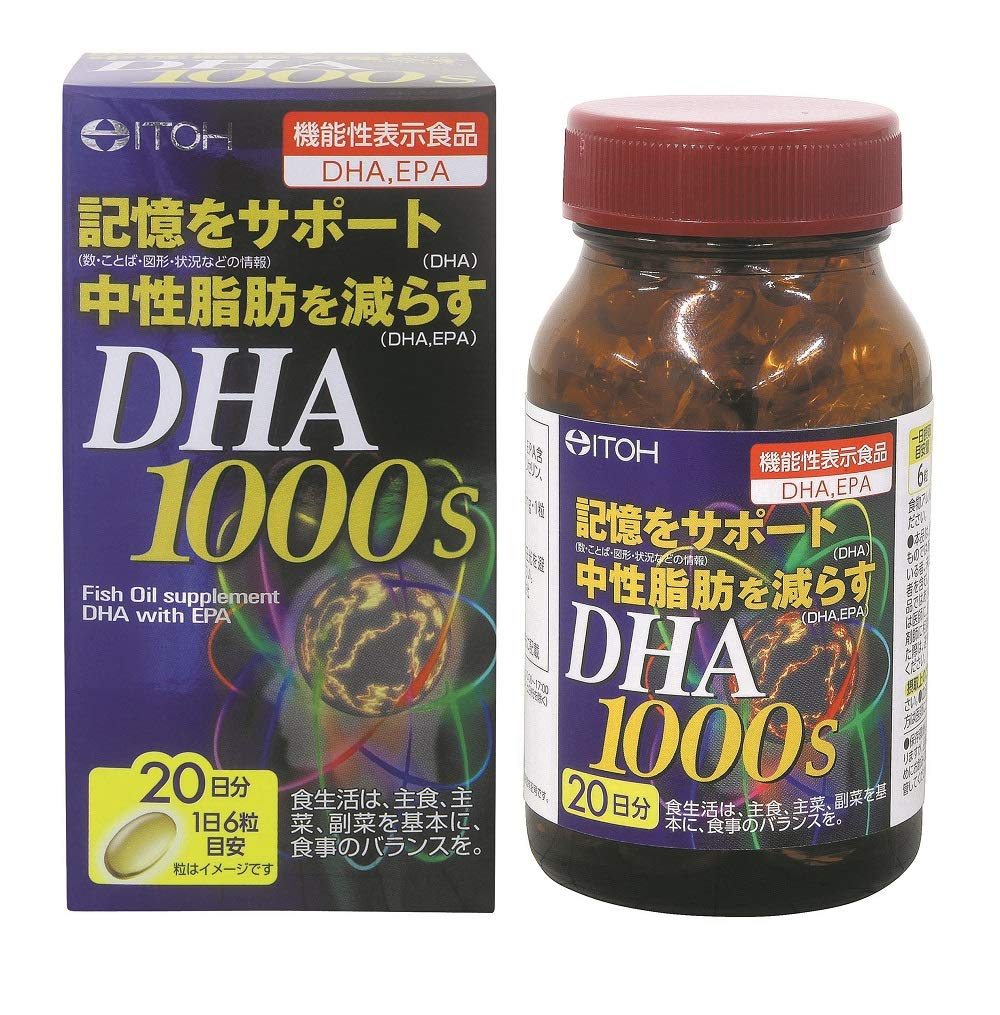 DHA
1000s
ITOH
機能性表示食品
DHA,EPA
記憶をサポート
(数・ことば・図形・状況などの情報)
(DHA)
中性脂肪を減らす
(DHA,EPA)
DHA
1000s
Fish Oil supplement
DHA with EPA
20日分
1日6粒
目安
粒はイメージです
食生活は、主食、主
菜、副菜を基本に、
食事のバランスを。
ITOH
機能性表示食品
DHA,EPA
記憶をサポート
(数・ことば・図形・状況などの情報)
(DHA)
中性脂肪を減らす
(DHA,EPA)
DHA
1000s
20日分
食生活は、主食、主菜、副菜を基
本に、食事のバランスを。
6粒